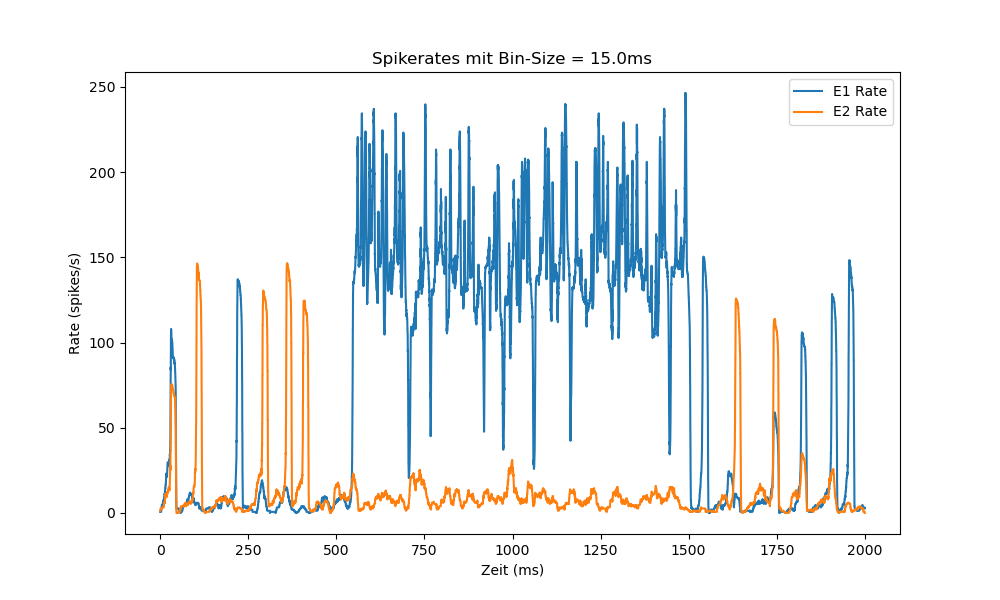 Spikerates mit Bin-Size = 15.0ms
E1 Rate
E2 Rate
Rate (spikes/s)
250
200
150
100
50
0
0 250 500 750 1000 1250 1500 1750 2000
Zeit (ms)